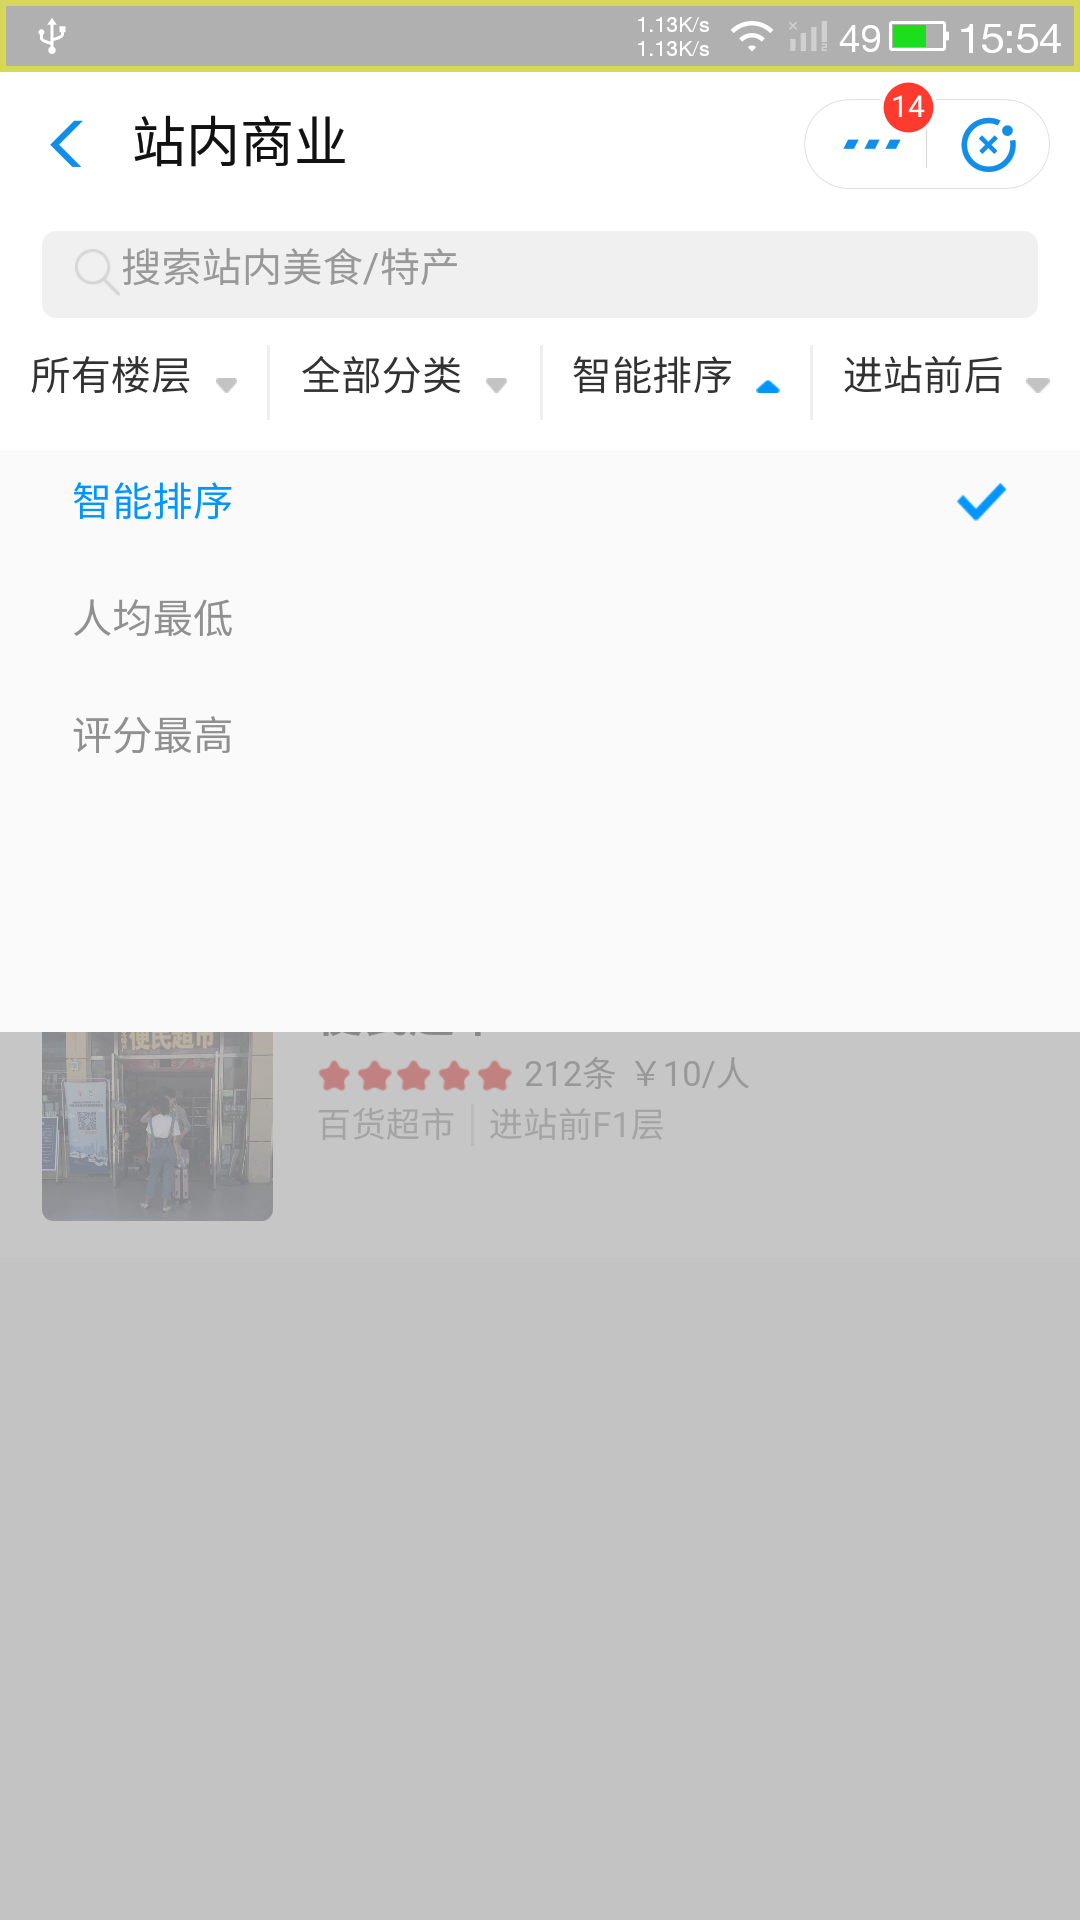 1.13K/s
1.13K/s
49
15:54
站内商业
14
搜索站内美食/特产
所有楼层
全部分类
智能排序
进站前后
智能排序
人均最低
评分最高
便民超市
212条 ￥10/人
百货超市 进站前F1层